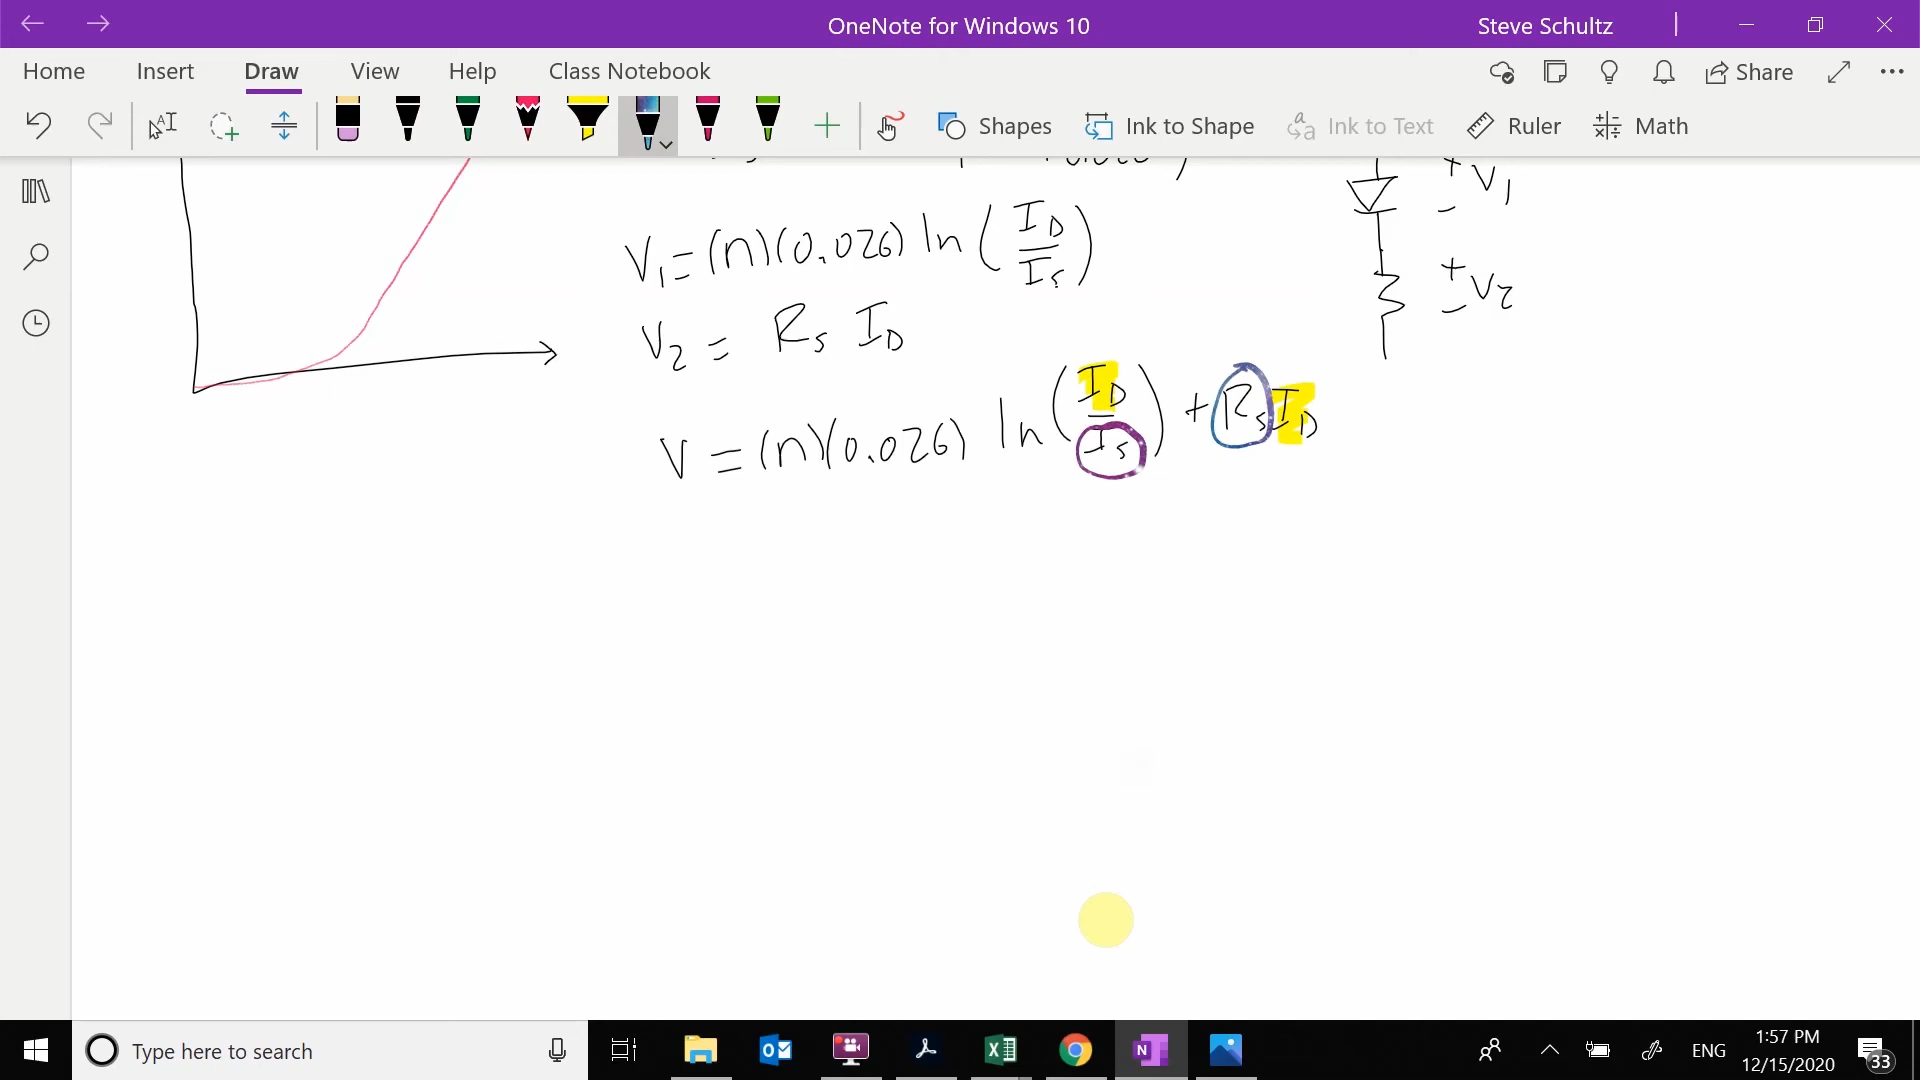 OneNote for Windows 10
Steve Schultz
Home Insert Draw View Help Class Notebook
Share
Shapes Ink to Shape Ink to Text Ruler Math
+ V1 -
V1 = (n)(0.026) ln (ID/IS)
+ V2 -
V2 = RS ID
V = (n)(0.026) ln (ID/IS) + RS ID
Type here to search
ENG
1:57 PM
12/15/2020
33